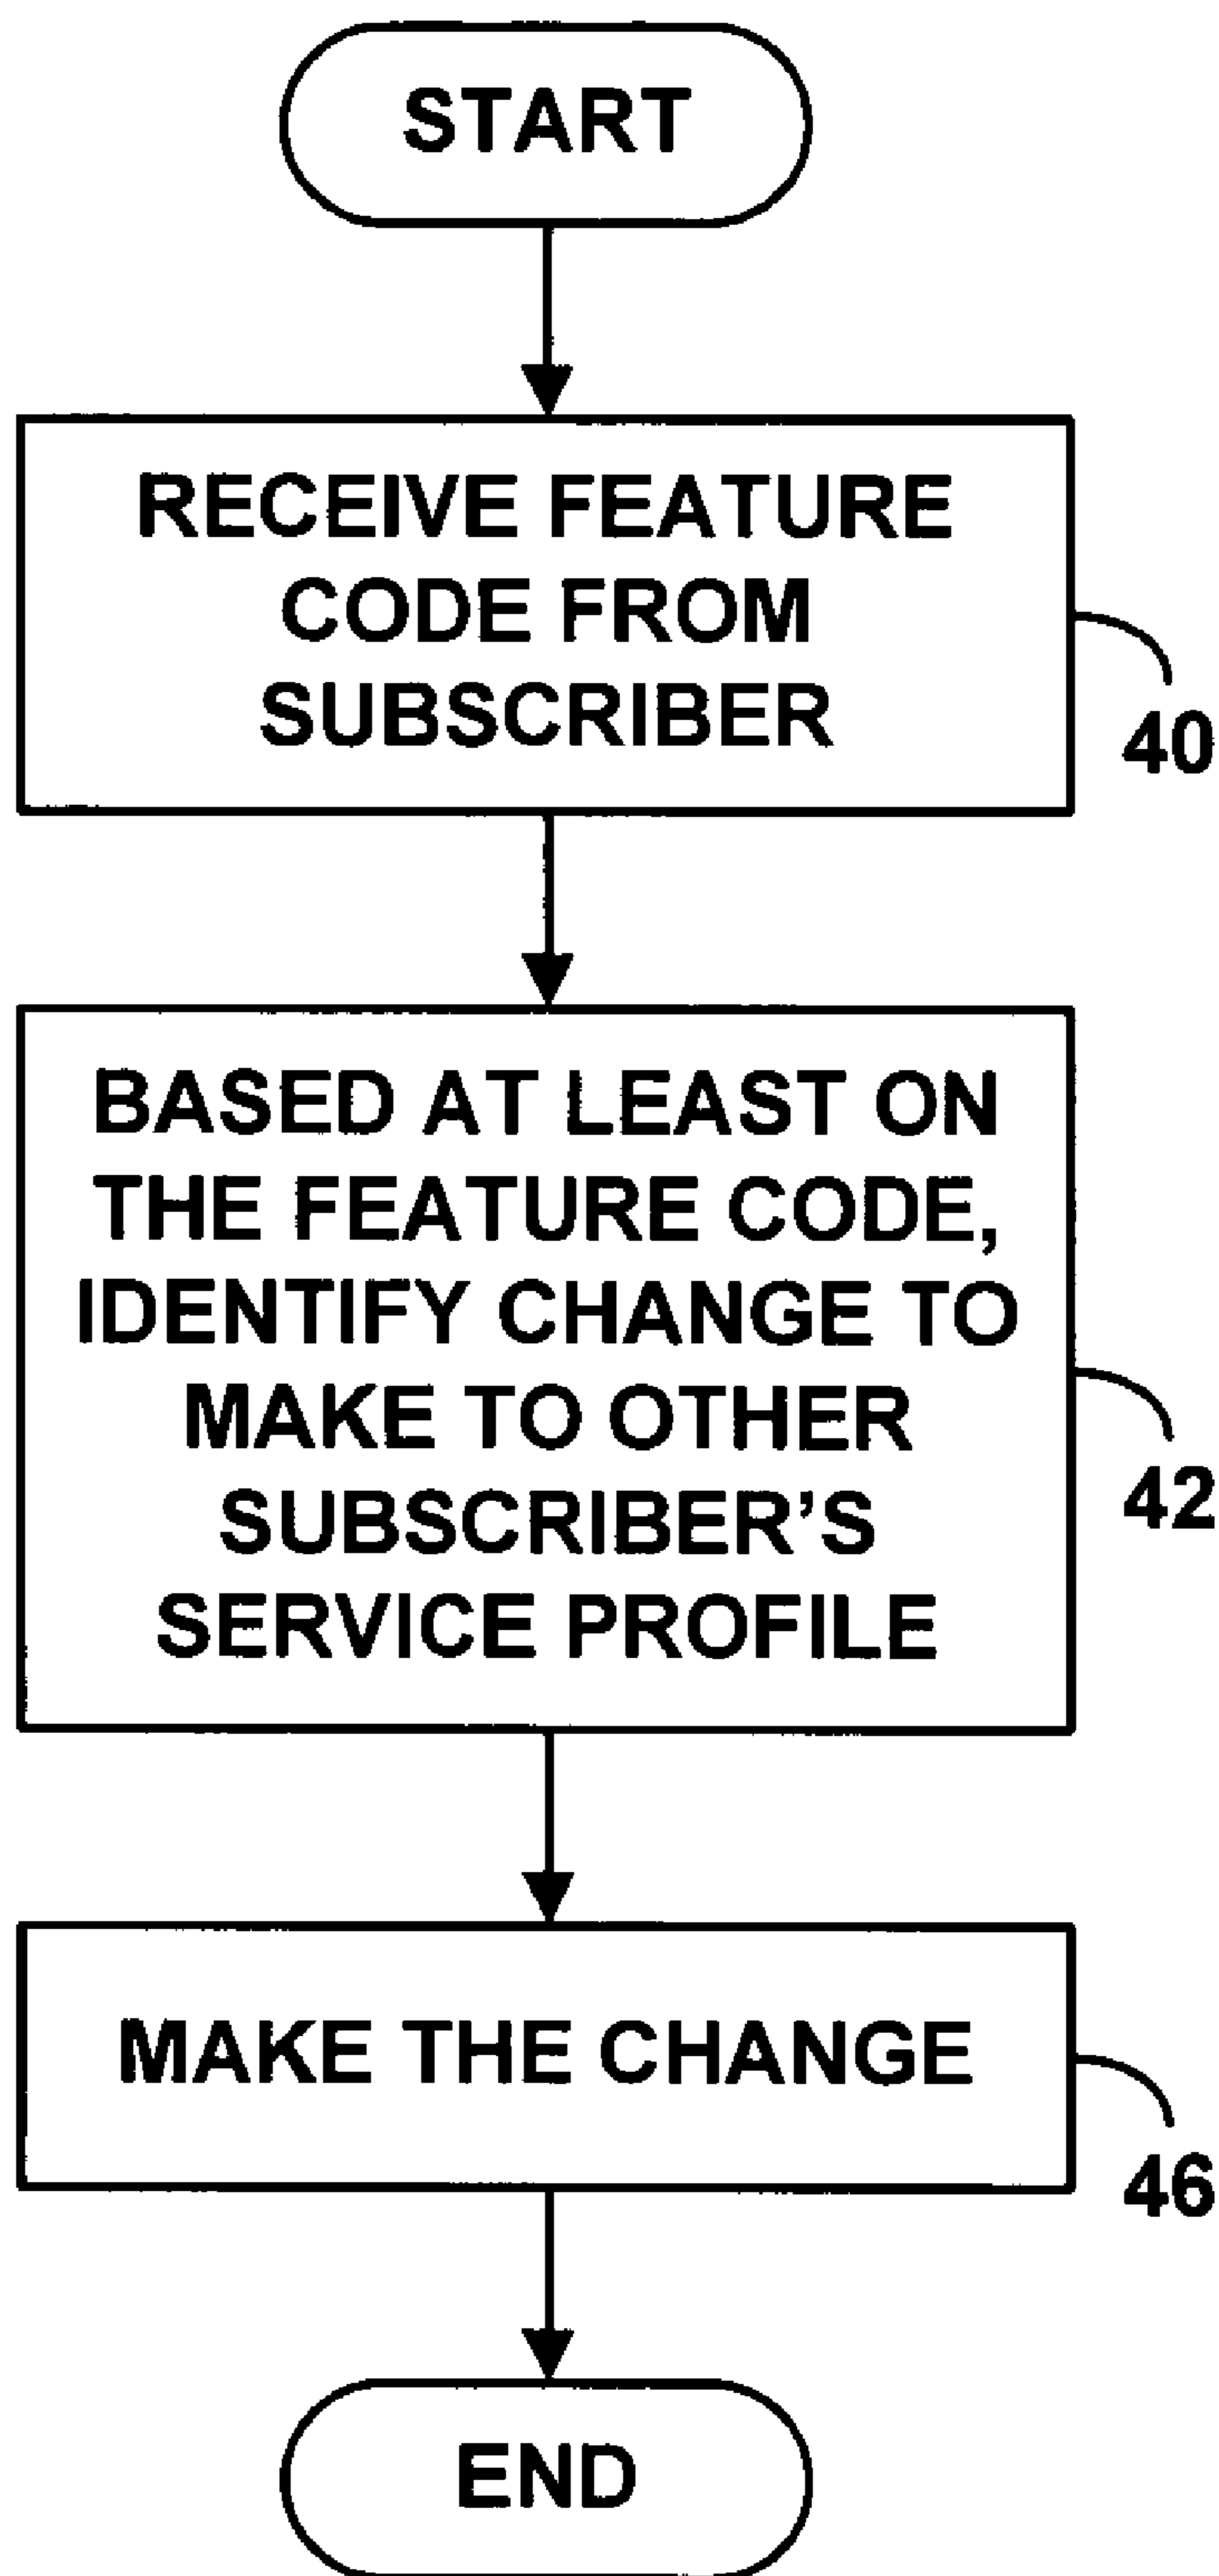 START
RECEIVE FEATURE
CODE FROM
SUBSCRIBER
40
BASED AT LEAST ON
THE FEATURE CODE,
IDENTIFY CHANGE TO
MAKE TO OTHER
SUBSCRIBER’S
SERVICE PROFILE
42
MAKE THE CHANGE
46
END